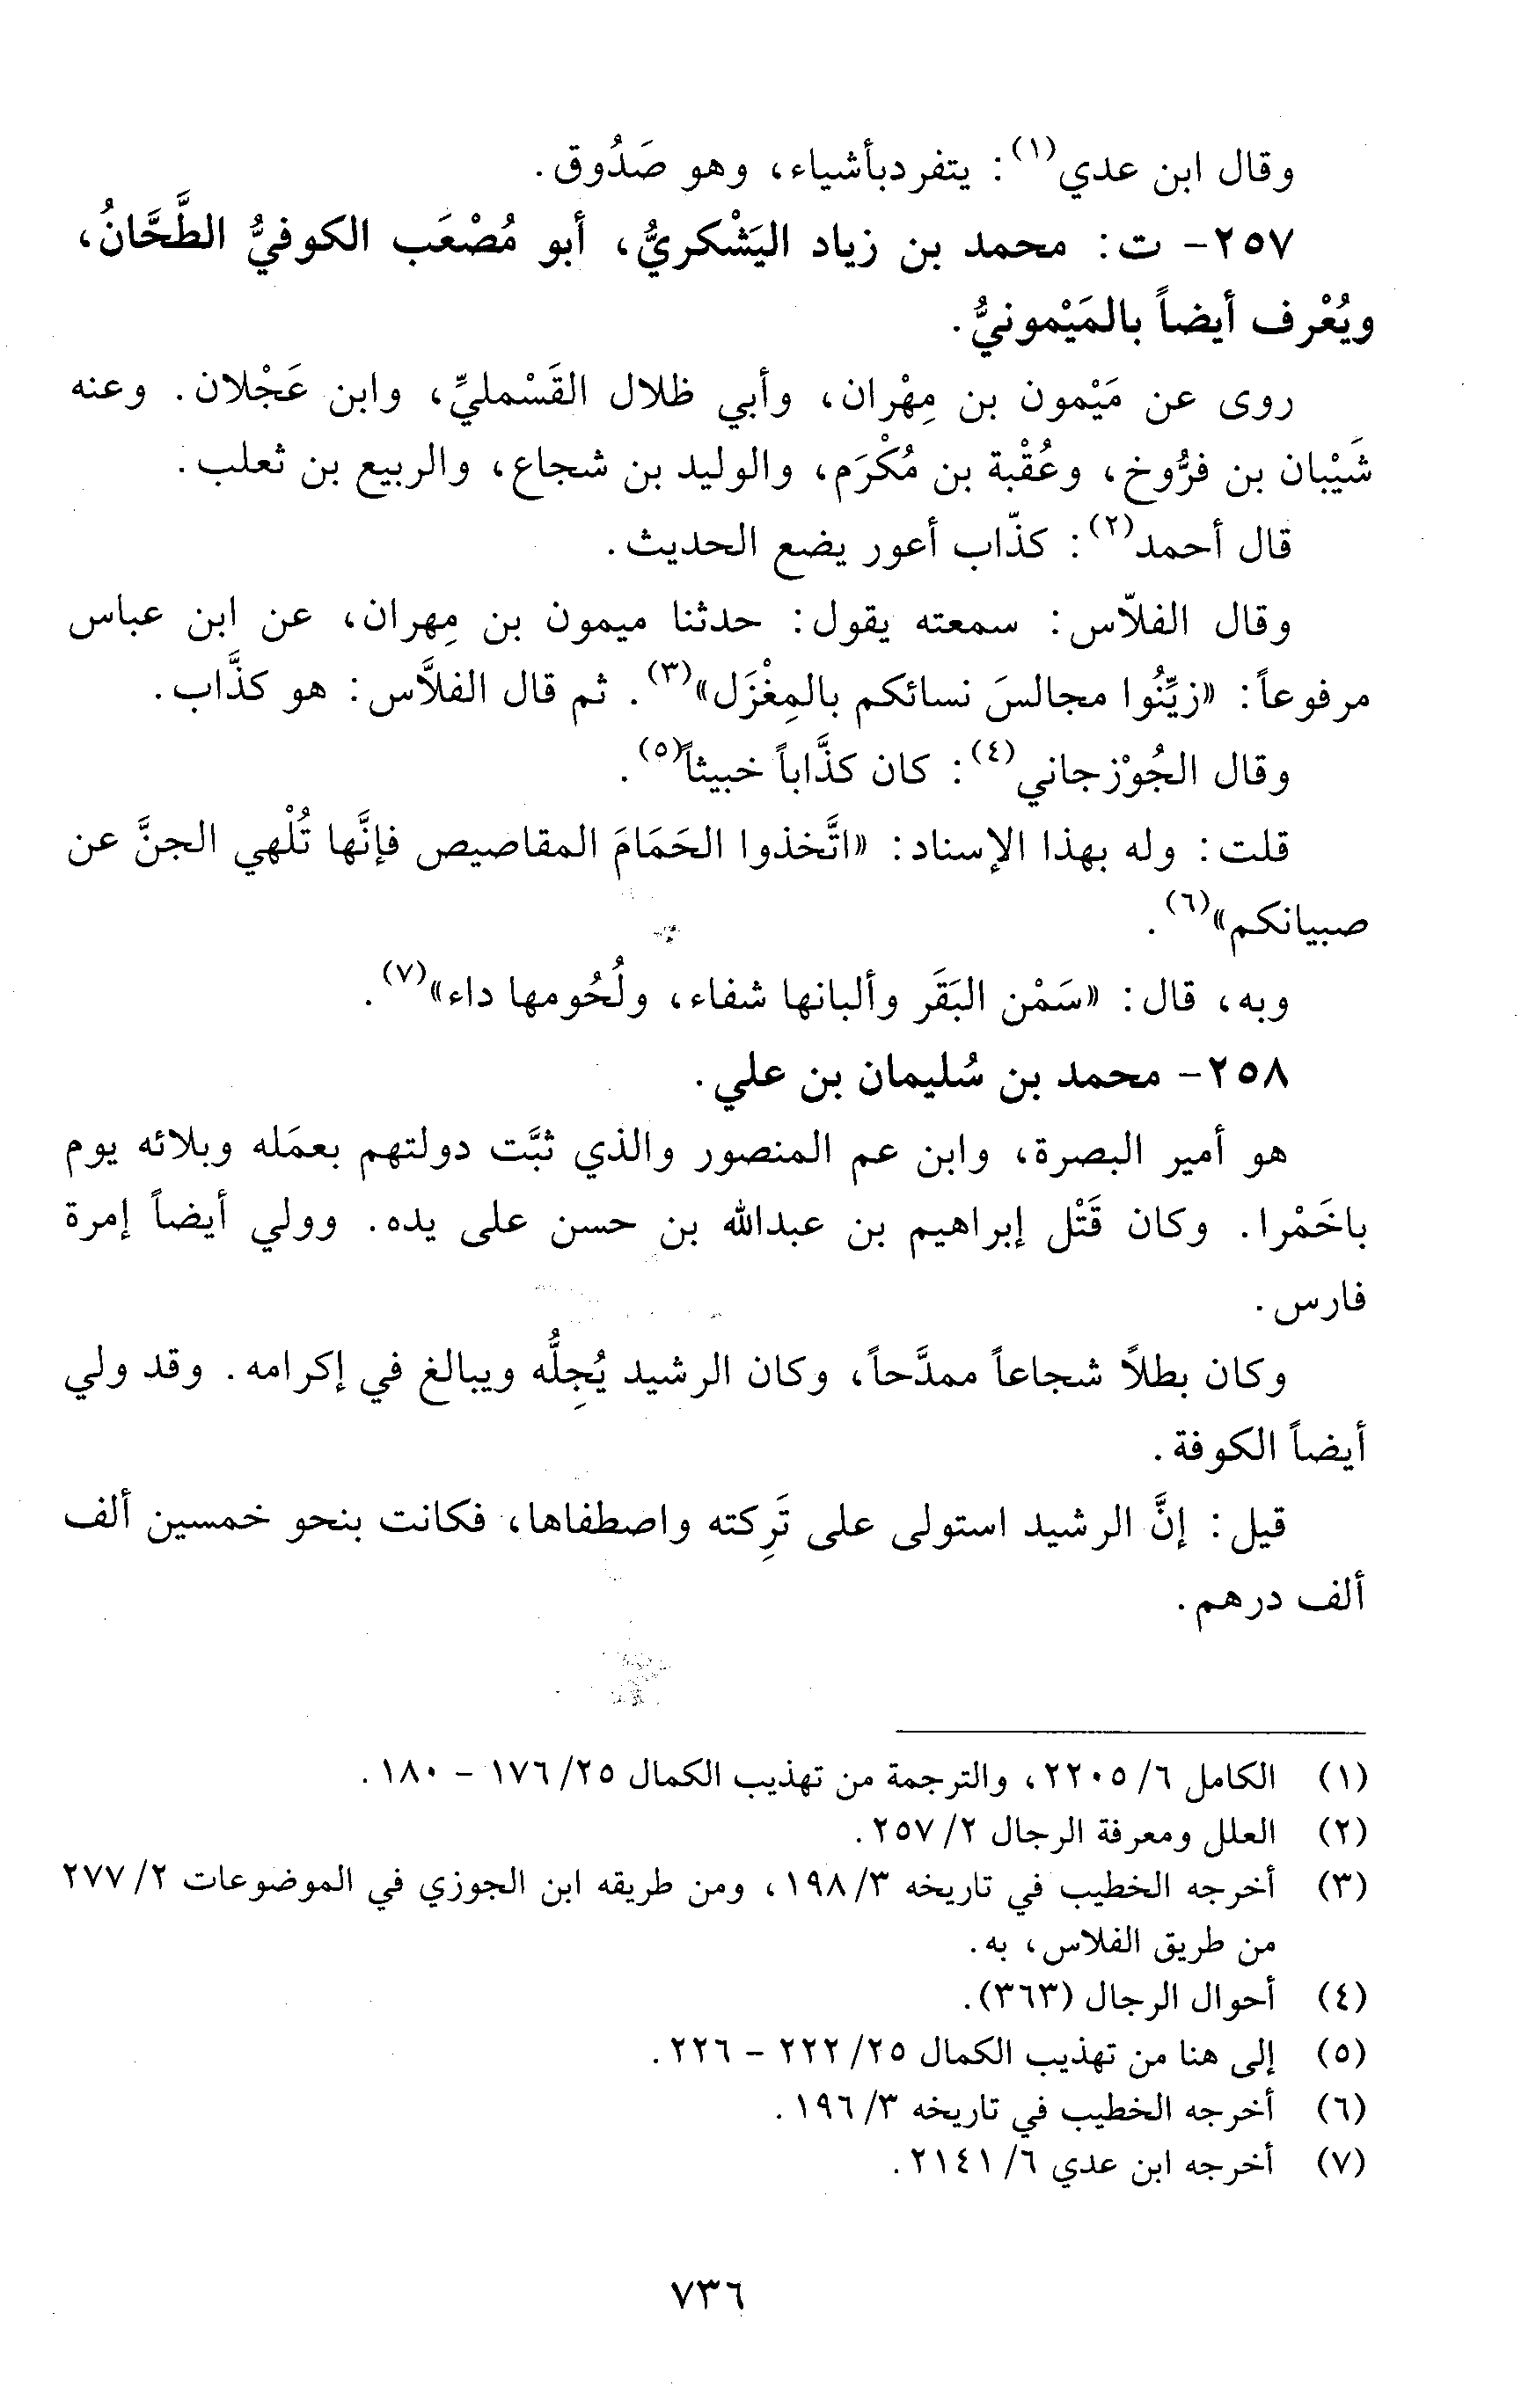 وقال ابن عدي(١): يتفردبأشياء، وهو صَدُوق.
٢٥٧- ت: محمد بن زياد اليَشْكريُّ، أبو مُصْعَب الكوفيُّ الطَّحَّانُ،
ويُعْرف أيضاً بالمَيْمونيُّ.
روى عن مَيْمون بن مِهْران، وأبي ظلال القَسْمليِّ، وابن عَجْلان. وعنه
شَيْبان بن فرُّوخ، وعُقْبة بن مُكْرَم، والوليد بن شجاع، والربيع بن ثعلب.
قال أحمد(٢): كذّاب أعور يضع الحديث.
وقال الفلاّس: سمعته يقول: حدثنا ميمون بن مِهران، عن ابن عباس
مرفوعاً: «زيِّنُوا مجالسَ نسائكم بالمِغْزَل»(٣). ثم قال الفلاَّس: هو كذَّاب.
وقال الجُوْزجاني(٤): كان كذَّاباً خبيثاً(٥).
قلت: وله بهذا الإسناد: «اتَّخذوا الحَمَامَ المقاصيص فإنَّها تُلْهي الجنَّ عن
صبيانكم»(٦).
وبه، قال: «سَمْن البَقَر وألبانها شفاء، ولُحُومها داء»(٧).
٢٥٨- محمد بن سُليمان بن علي.
هو أمير البصرة، وابن عم المنصور والذي ثبَّت دولتهم بعمَله وبلائه يوم
باخَمْرا. وكان قَتْل إبراهيم بن عبدالله بن حسن على يده. وولي أيضاً إمرة
فارس.
وكان بطلاً شجاعاً ممدَّحاً، وكان الرشيد يُجِلُّه ويبالغ في إكرامه. وقد ولي
أيضاً الكوفة.
قيل: إنَّ الرشيد استولى على تَرِكته واصطفاها، فكانت بنحو خمسين ألف
ألف درهم.
(١) الكامل ٦/ ٢٢٠٥، والترجمة من تهذيب الكمال ٢٥/ ١٧٦ - ١٨٠.
(٢) العلل ومعرفة الرجال ٢/ ٢٥٧.
(٣) أخرجه الخطيب في تاريخه ٣/ ١٩٨، ومن طريقه ابن الجوزي في الموضوعات ٢/ ٢٧٧
من طريق الفلاس، به.
(٤) أحوال الرجال (٣٦٣).
(٥) إلى هنا من تهذيب الكمال ٢٥/ ٢٢٢ - ٢٢٦.
(٦) أخرجه الخطيب في تاريخه ٣/ ١٩٦.
(٧) أخرجه ابن عدي ٦/ ٢١٤١.
٧٣٦